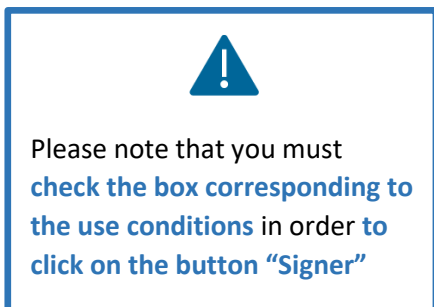 Please note that you must
check the box corresponding to
the use conditions in order to
click on the button “Signer”